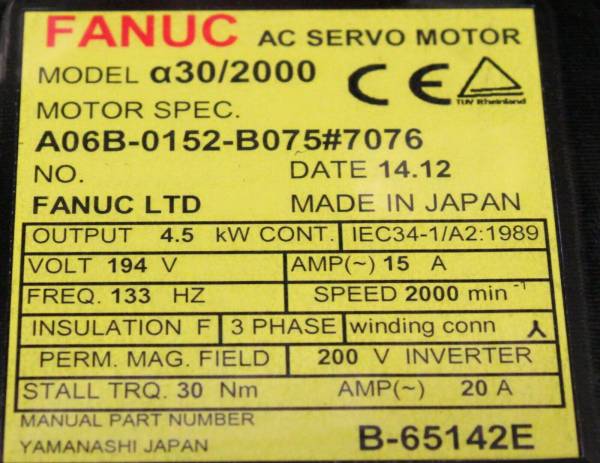 FANUC AC SERVO MOTOR
MODEL α30/2000
CE TUV Rheinland
MOTOR SPEC.
A06B-0152-B075#7076
NO. DATE 14.12
FANUC LTD MADE IN JAPAN
OUTPUT 4.5 kW CONT. IEC34-1/A2:1989
VOLT 194 V AMP(~) 15 A
FREQ. 133 HZ SPEED 2000 min⁻¹
INSULATION F 3 PHASE winding conn
PERM. MAG. FIELD 200 V INVERTER
STALL TRQ. 30 Nm AMP(~) 20 A
MANUAL PART NUMBER
YAMANASHI JAPAN B-65142E